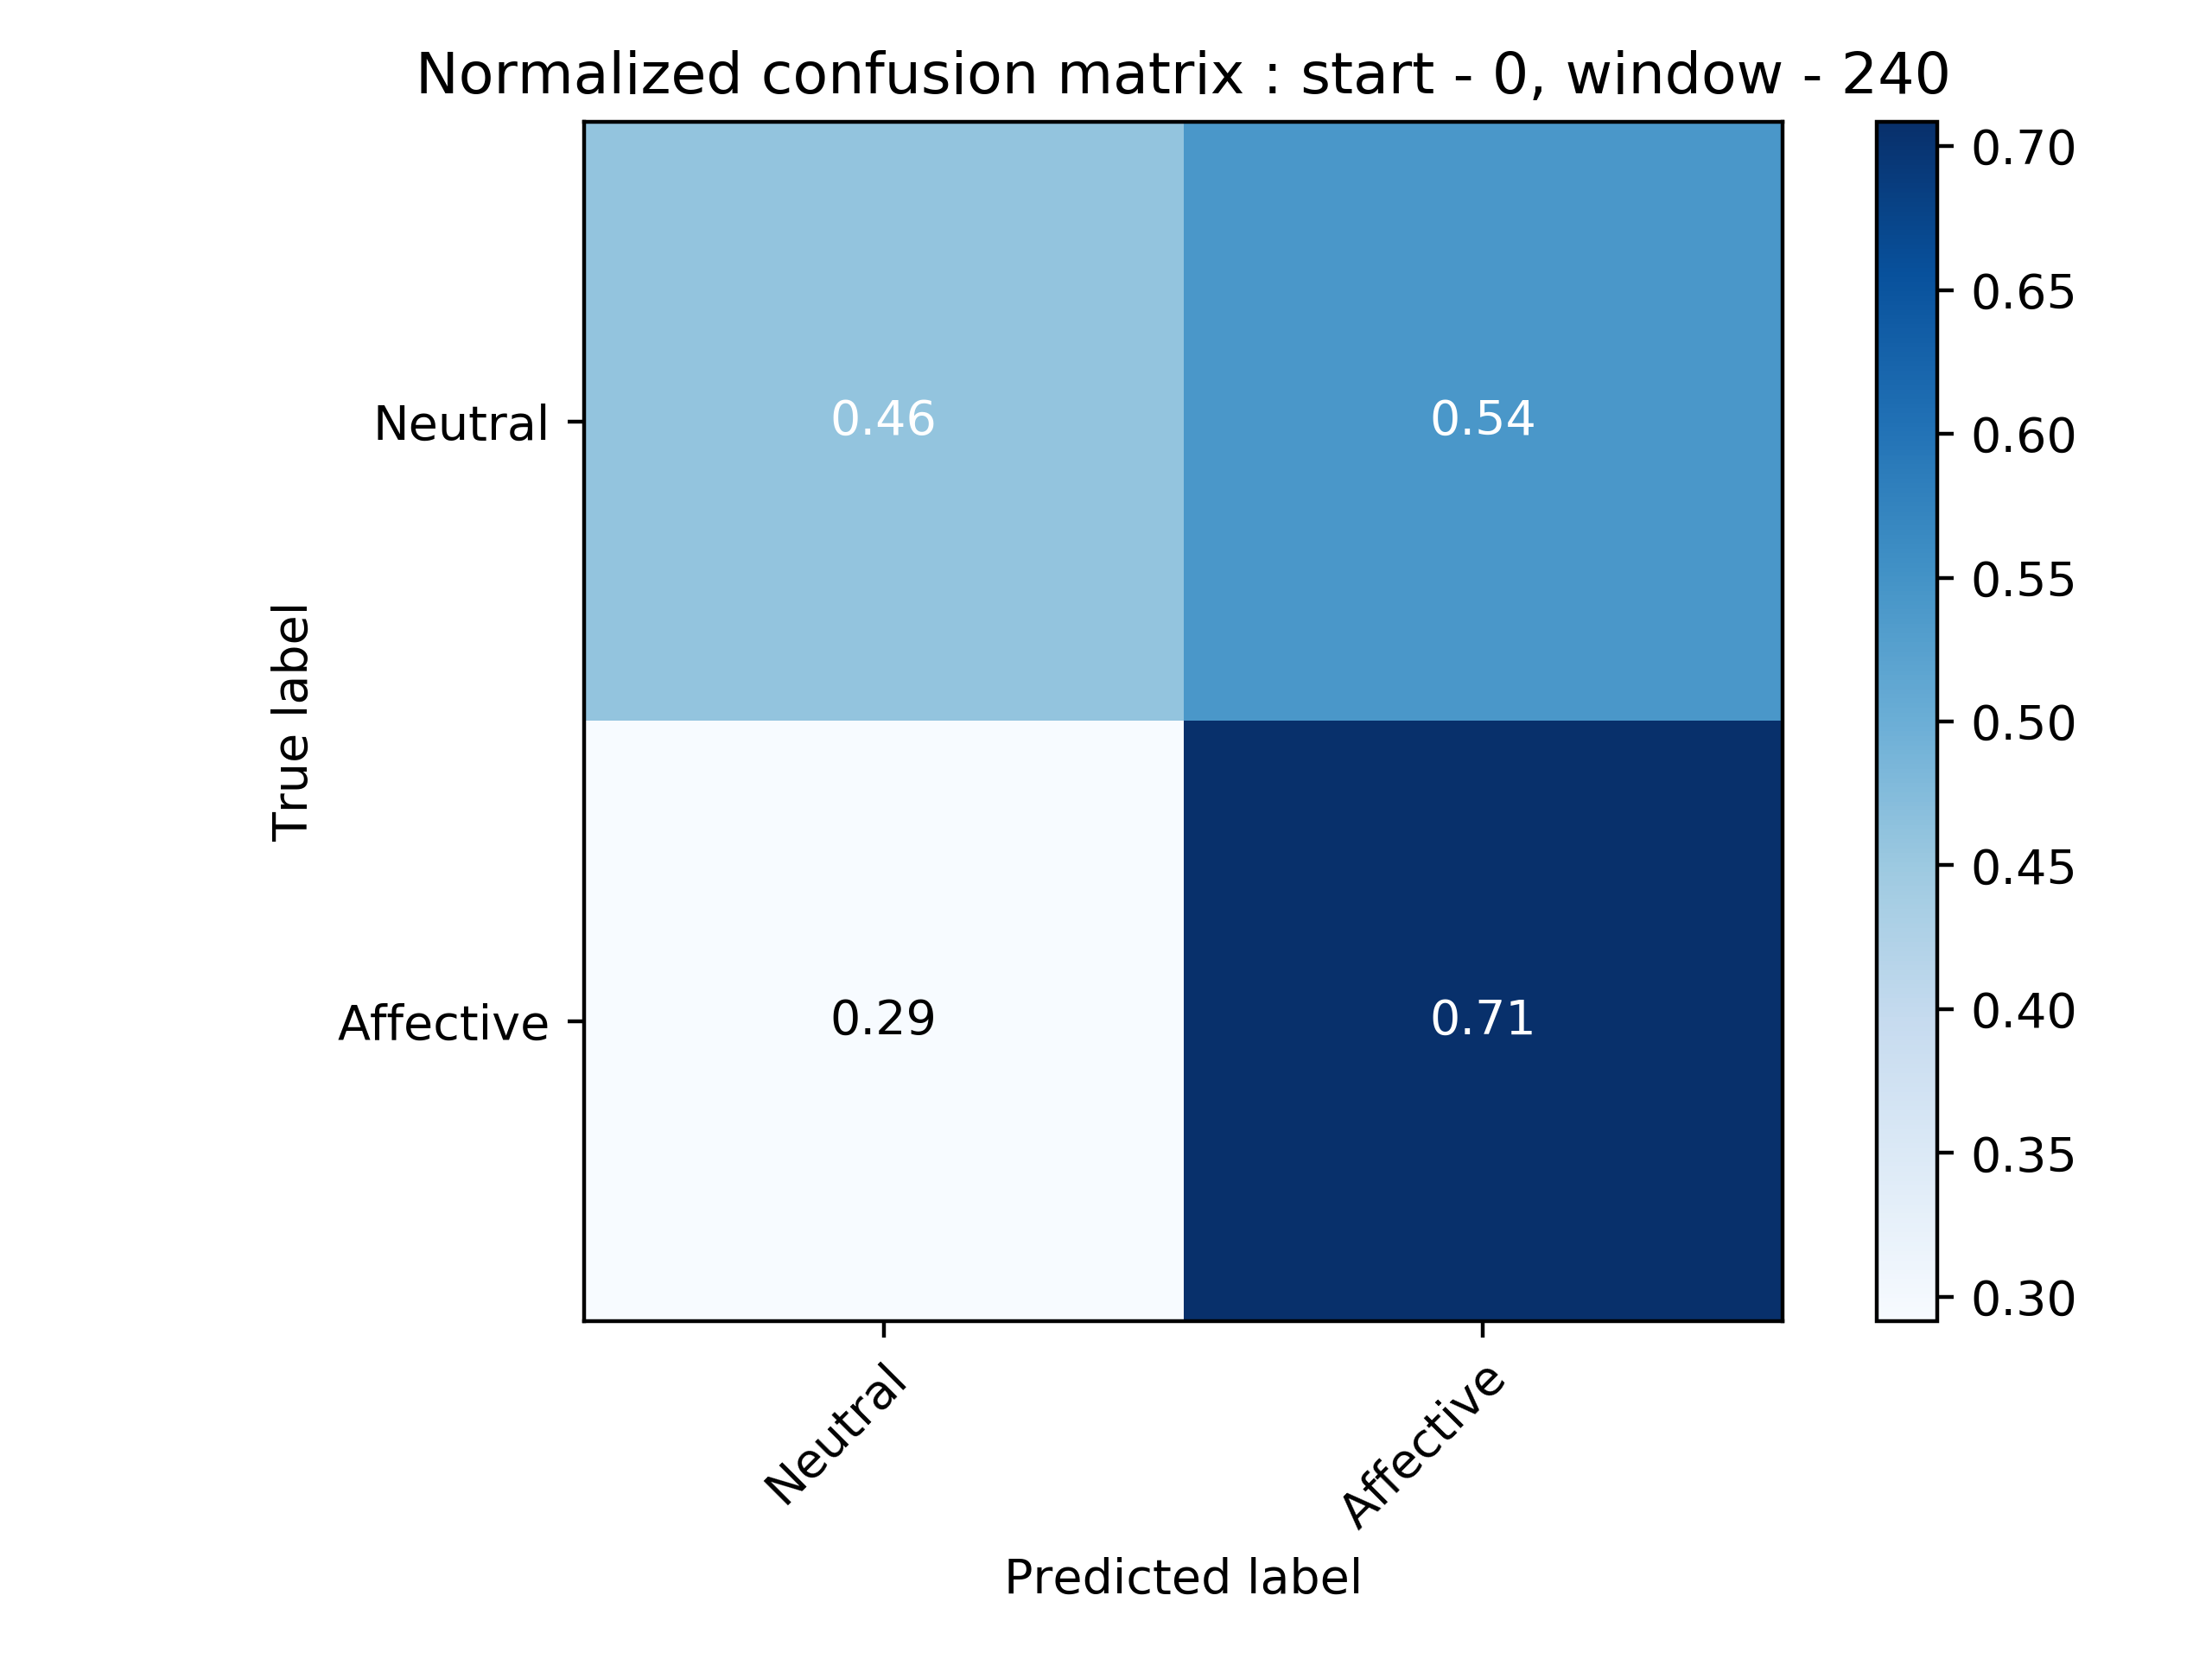 Normalized confusion matrix : start - 0, window - 240
True label
Neutral
0.46
0.54
Affective
0.29
0.71
Neutral
Affective
Predicted label
0.70
0.65
0.60
0.55
0.50
0.45
0.40
0.35
0.30